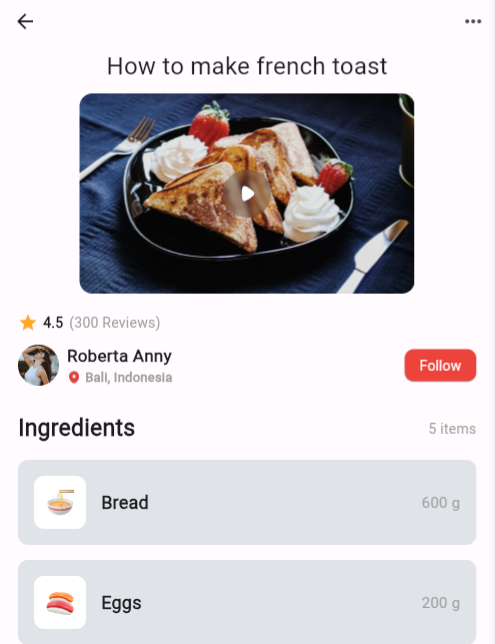 How to make french toast
4.5 (300 Reviews)
Roberta Anny
Bali, Indonesia
Follow
Ingredients 5 items
Bread 600 g
Eggs 200 g